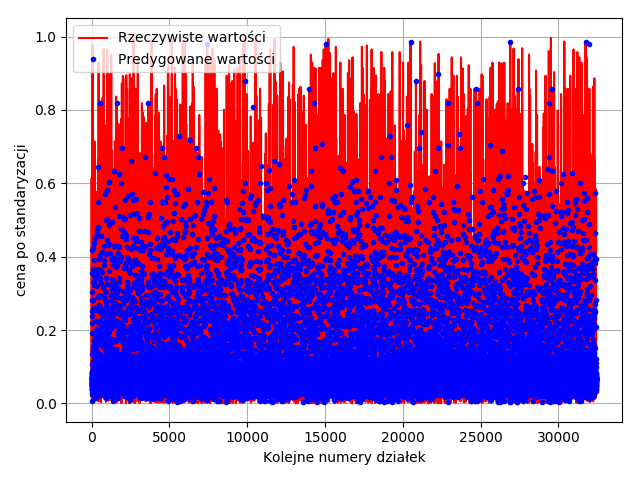 Rzeczywiste wartości
Predygowane wartości
cena po standaryzacji
1.0
0.8
0.6
0.4
0.2
0.0
0 5000 10000 15000 20000 25000 30000
Kolejne numery działek